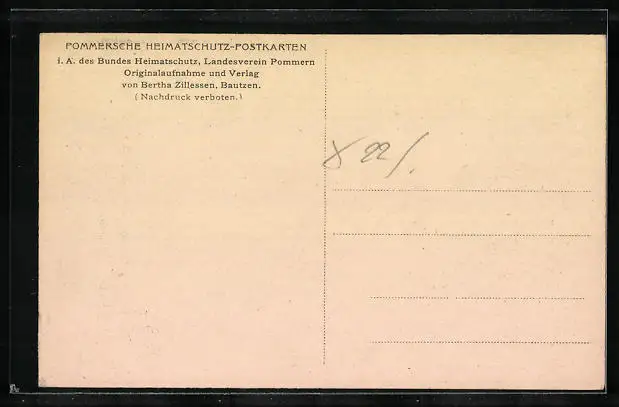 POMMERSCHE HEIMATSCHUTZ-POSTKARTEN
i. A. des Bundes Heimatschutz, Landesverein Pommern
Originalaufnahme und Verlag
von Bertha Zillessen, Bautzen.
(Nachdruck verboten.)